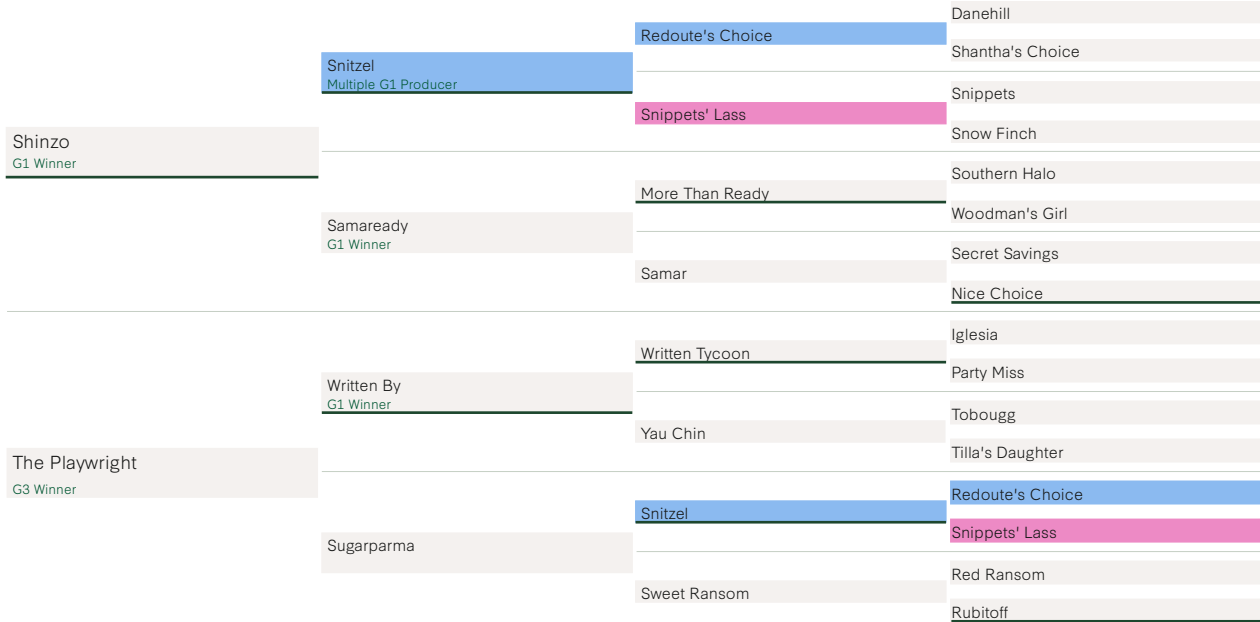 Shinzo
G1 Winner
The Playwright
G3 Winner
Snitzel
Multiple G1 Producer
Samaready
G1 Winner
Written By
G1 Winner
Sugarparma
Redoute's Choice
Snippets' Lass
More Than Ready
Samar
Written Tycoon
Yau Chin
Snitzel
Sweet Ransom
Danehill
Shantha's Choice
Snippets
Snow Finch
Southern Halo
Woodman's Girl
Secret Savings
Nice Choice
Iglesia
Party Miss
Tobougg
Tilla's Daughter
Redoute's Choice
Snippets' Lass
Red Ransom
Rubitoff